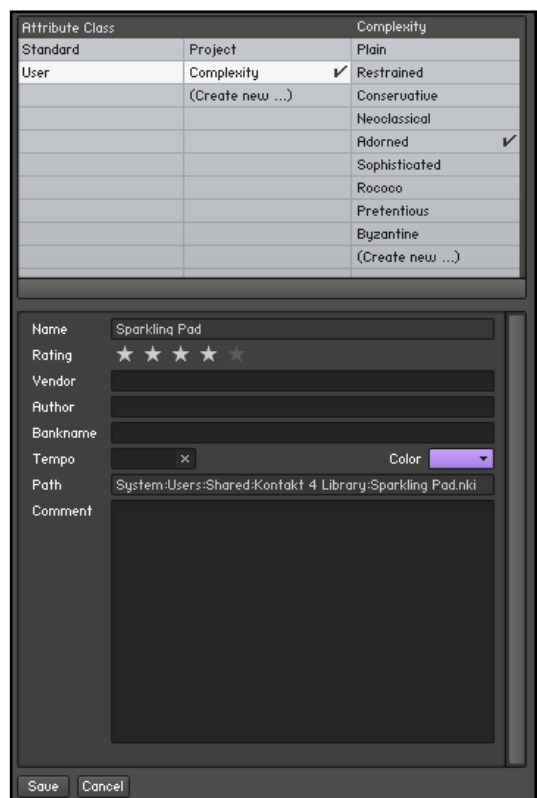 Attribute Class Complexity
Standard Project Plain
User Complexity ✔ Restrained
(Create new ...) Conservative
Neoclassical
Adorned ✔
Sophisticated
Rococo
Pretentious
Byzantine
(Create new ...)
Name Sparkling Pad
Rating
Vendor
Author
Bankname
Tempo × Color
Path System:Users:Shared:Kontakt 4 Library:Sparkling Pad.nki
Comment
Save Cancel